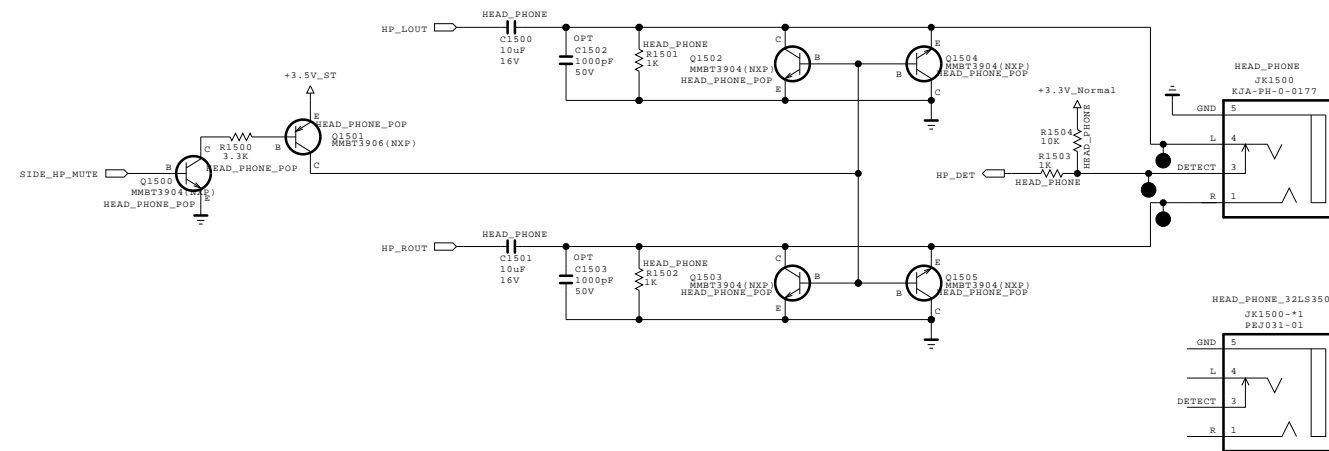 HEAD_PHONE
HP_LOUT
C1500
10uF
16V
OPT
C1502
1000pF
50V
HEAD_PHONE
R1501
1K
C
Q1502
MMBT3904(NXP)
HEAD_PHONE_POP
B
E
E
B
Q1504
MMBT3904(NXP)
HEAD_PHONE_POP
C
+3.5V_ST
E
HEAD_PHONE_POP
Q1501
MMBT3906(NXP)
B
C
R1500
3.3K
C
HEAD_PHONE_POP
B
SIDE_HP_MUTE
Q1500
MMBT3904(NXP)
E
HEAD_PHONE_POP
+3.3V_Normal
R1504
10K
HEAD_PHONE
R1503
1K
HP_DET
HEAD_PHONE
HEAD_PHONE
JK1500
KJA-PH-0-0177
GND 5
L 4
DETECT 3
R 1
HEAD_PHONE
HP_ROUT
C1501
10uF
16V
OPT
C1503
1000pF
50V
HEAD_PHONE
R1502
1K
C
Q1503
MMBT3904(NXP)
HEAD_PHONE_POP
B
E
E
B
Q1505
MMBT3904(NXP)
HEAD_PHONE_POP
C
HEAD_PHONE_32LS350
JK1500-*1
PEJ031-01
GND 5
L 4
DETECT 3
R 1